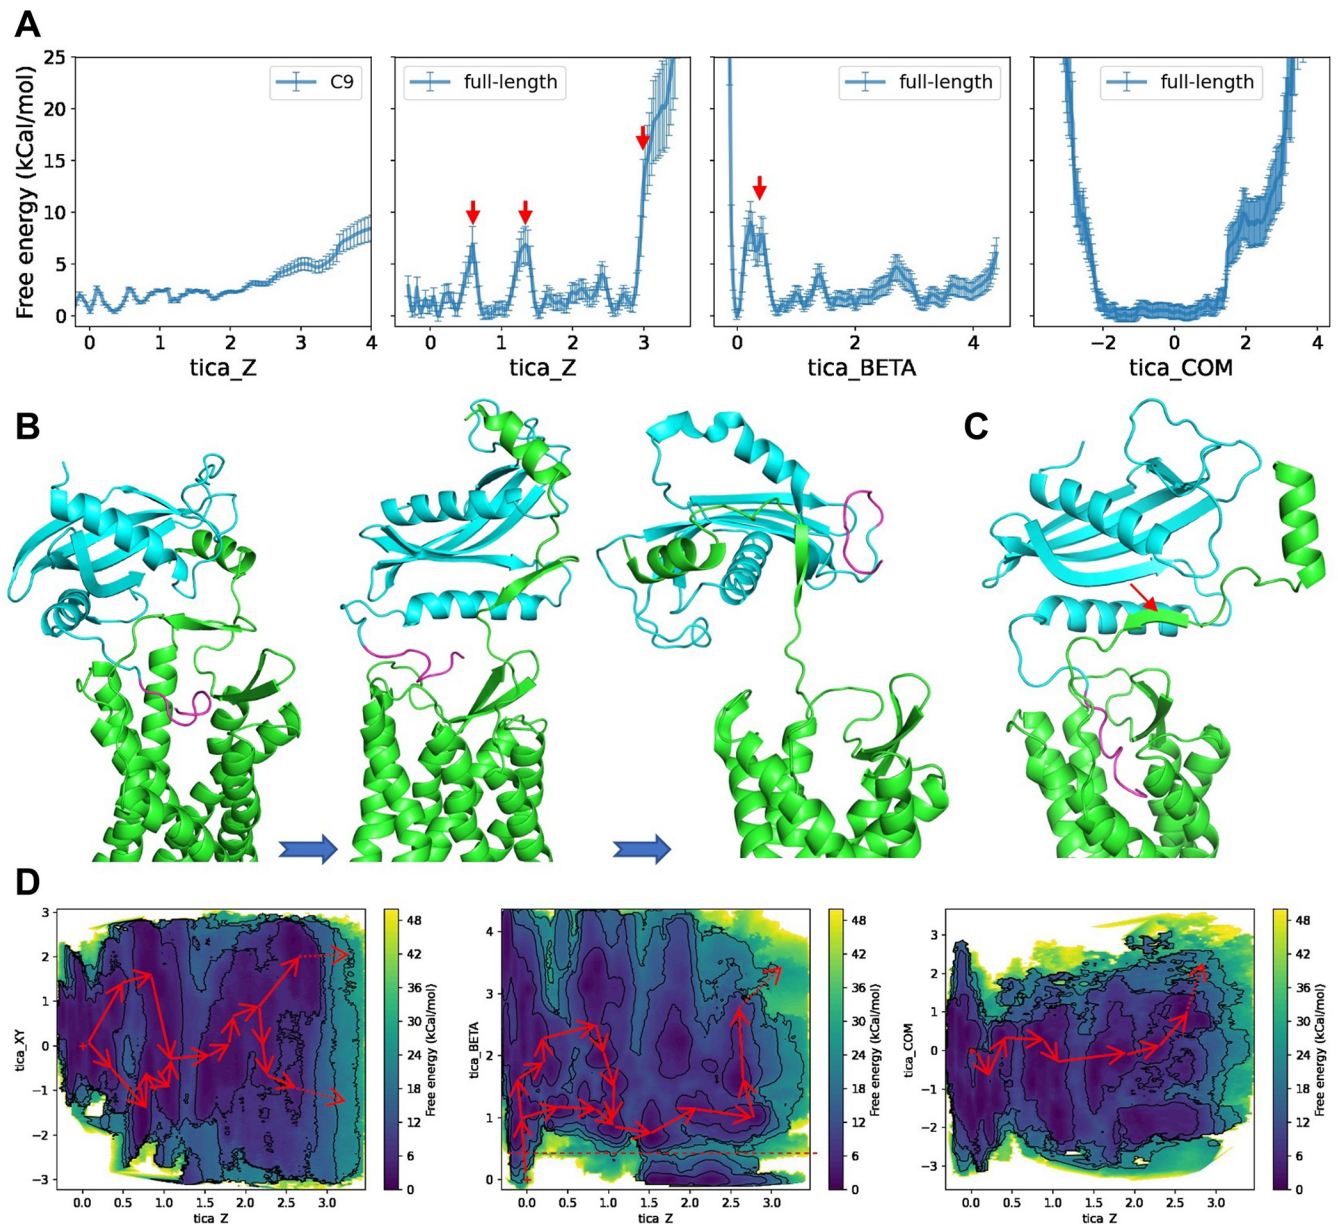 A
Free energy (kCal/mol)
25
20
15
10
5
0
C9
0 1 2 3 4
tica_Z
full-length
0 1 2 3
tica_Z
full-length
0 2 4
tica_BETA
full-length
−2 0 2 4
tica_COM
B
C
D
tica_XY
3
2
1
0
−1
−2
−3
0.0 0.5 1.0 1.5 2.0 2.5 3.0
tica_Z
48
42
36
30
24
18
12
6
0
Free energy (kCal/mol)
tica_BETA
4
3
2
1
0
0.0 0.5 1.0 1.5 2.0 2.5 3.0
tica_Z
48
42
36
30
24
18
12
6
0
Free energy (kCal/mol)
tica_COM
3
2
1
0
−1
−2
−3
0.0 0.5 1.0 1.5 2.0 2.5 3.0
tica_Z
48
42
36
30
24
18
12
6
0
Free energy (kCal/mol)